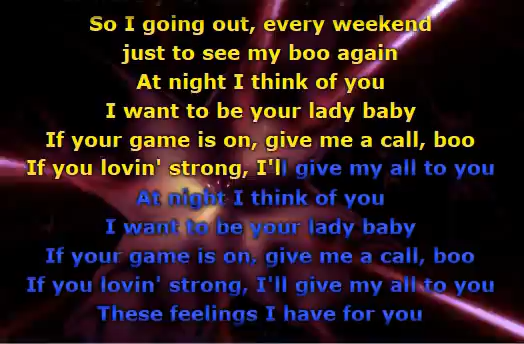 So I going out, every weekend
just to see my boo again
At night I think of you
I want to be your lady baby
If your game is on, give me a call, boo
If you lovin' strong, I'll give my all to you
At night I think of you
I want to be your lady baby
If your game is on, give me a call, boo
If you lovin' strong, I'll give my all to you
These feelings I have for you